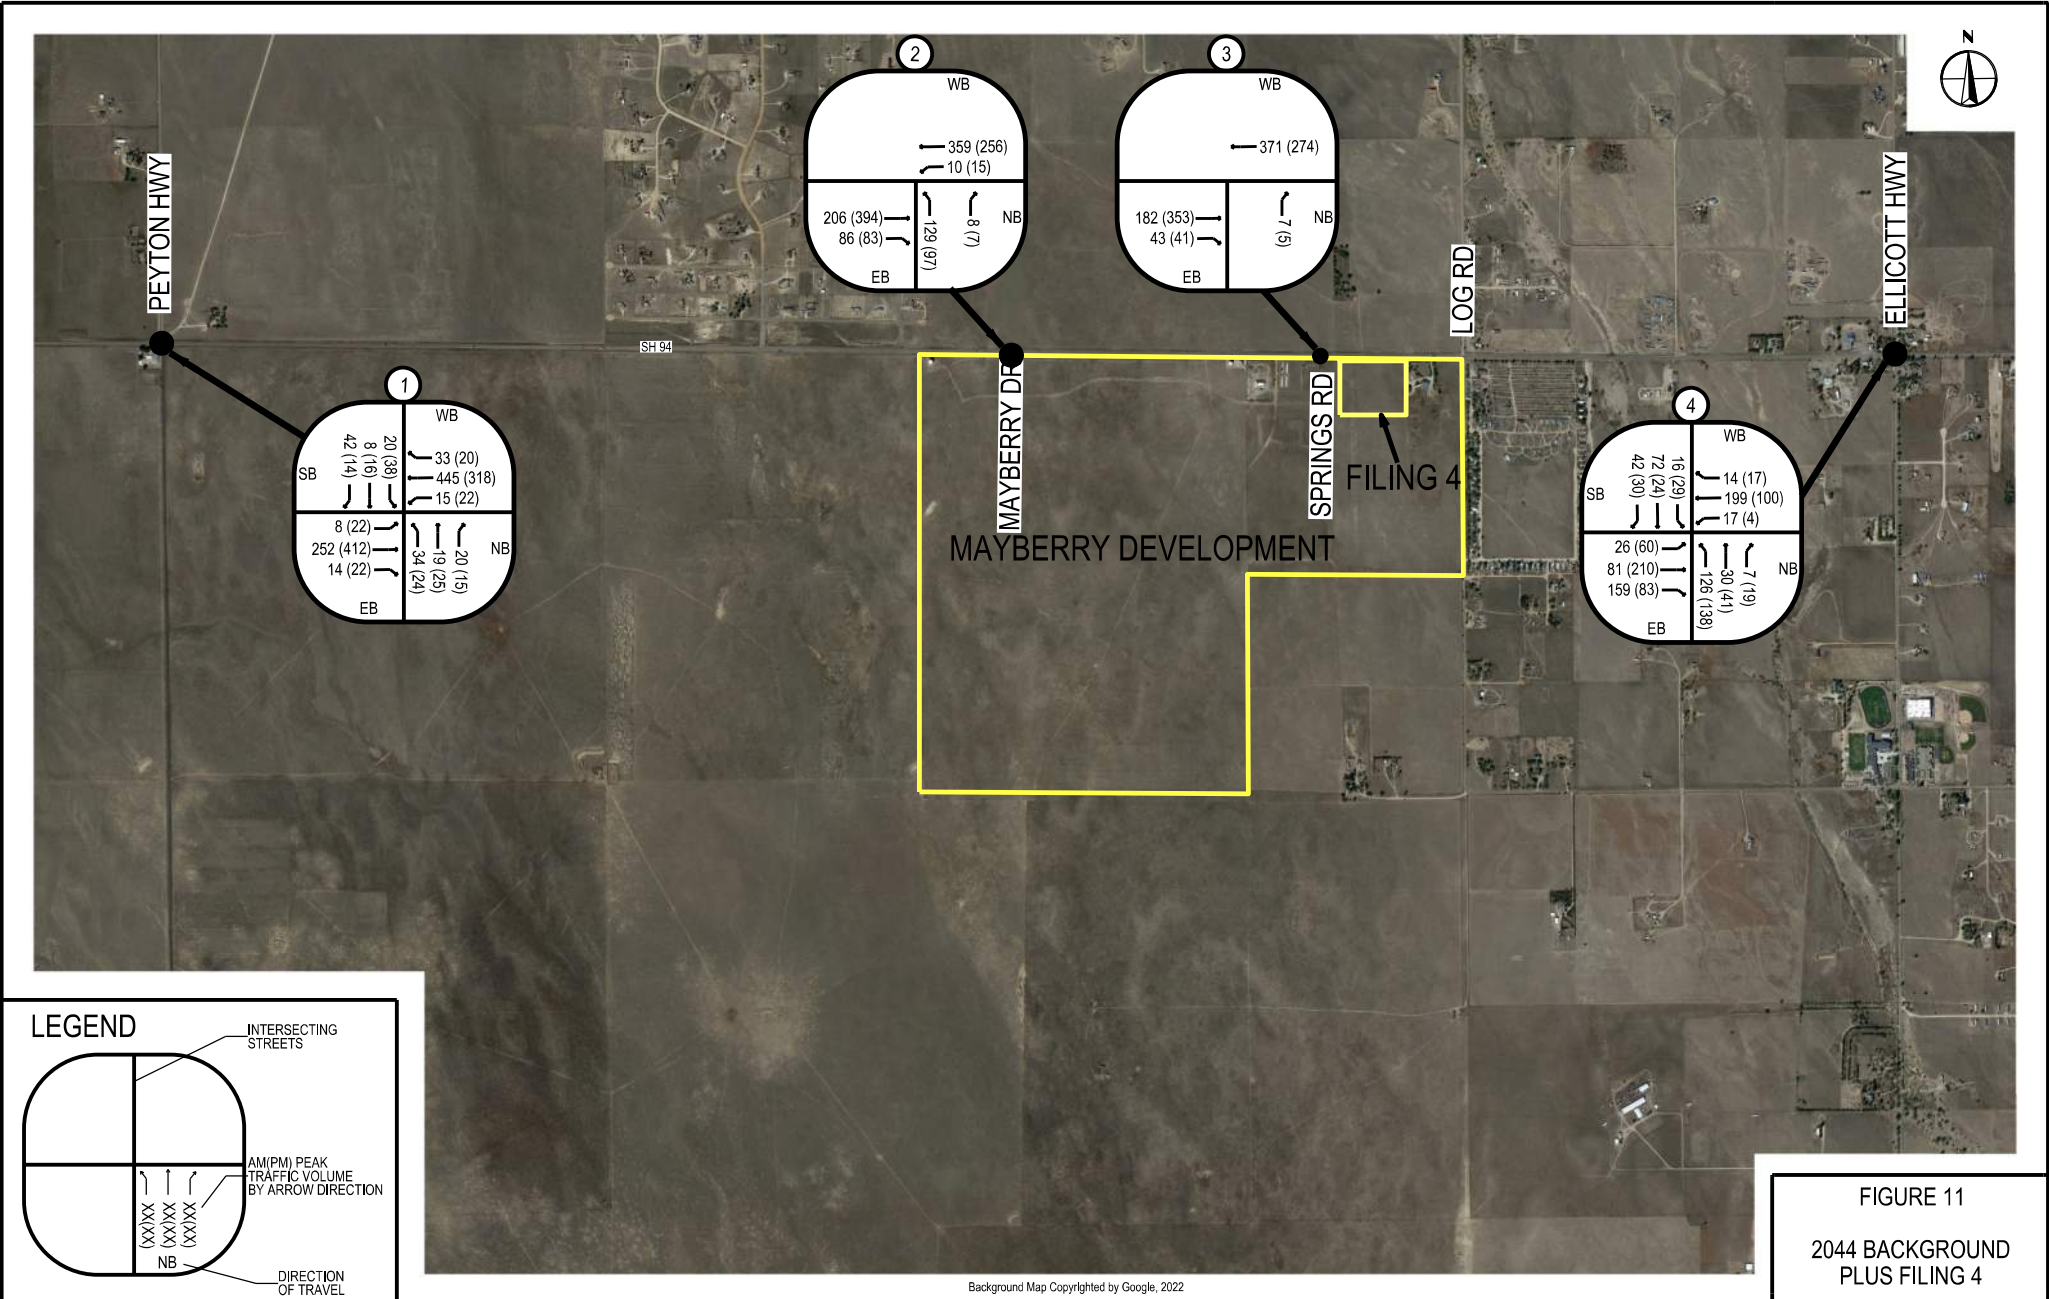 N
PEYTON HWY
SH 94
MAYBERRY DR
SPRINGS RD
LOG RD
ELLICOTT HWY
FILING 4
MAYBERRY DEVELOPMENT
2
WB
359 (256)
10 (15)
206 (394)
86 (83)
EB
129 (97)
8 (7)
NB
3
WB
371 (274)
182 (353)
43 (41)
EB
7 (5)
NB
1
WB
33 (20)
445 (318)
15 (22)
SB
42 (14)
8 (16)
20 (38)
8 (22)
252 (412)
14 (22)
EB
34 (24)
19 (25)
20 (15)
NB
4
WB
14 (17)
199 (100)
17 (4)
SB
42 (30)
72 (24)
16 (29)
26 (60)
81 (210)
159 (83)
EB
126 (138)
30 (41)
7 (19)
NB
LEGEND
INTERSECTING
STREETS
AM(PM) PEAK
TRAFFIC VOLUME
BY ARROW DIRECTION
XX(XX)
XX(XX)
XX(XX)
NB
DIRECTION
OF TRAVEL
Background Map Copyrighted by Google, 2022
FIGURE 11
2044 BACKGROUND
PLUS FILING 4